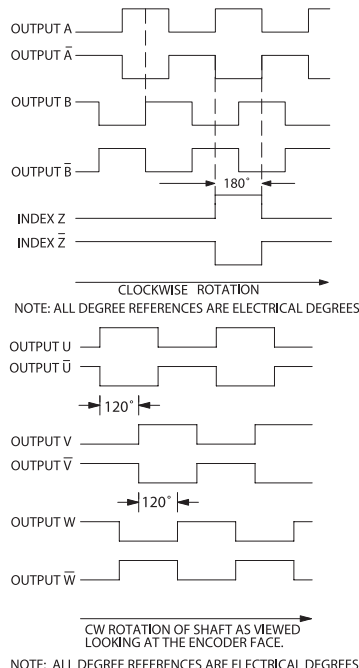 OUTPUT A
OUTPUT A̅
OUTPUT B
OUTPUT B̅
180°
INDEX Z
INDEX Z̅
CLOCKWISE ROTATION
NOTE: ALL DEGREE REFERENCES ARE ELECTRICAL DEGREES
OUTPUT U
OUTPUT U̅
120°
OUTPUT V
OUTPUT V̅
120°
OUTPUT W
OUTPUT W̅
CW ROTATION OF SHAFT AS VIEWED
LOOKING AT THE ENCODER FACE.
NOTE: ALL DEGREE REFERENCES ARE ELECTRICAL DEGREES